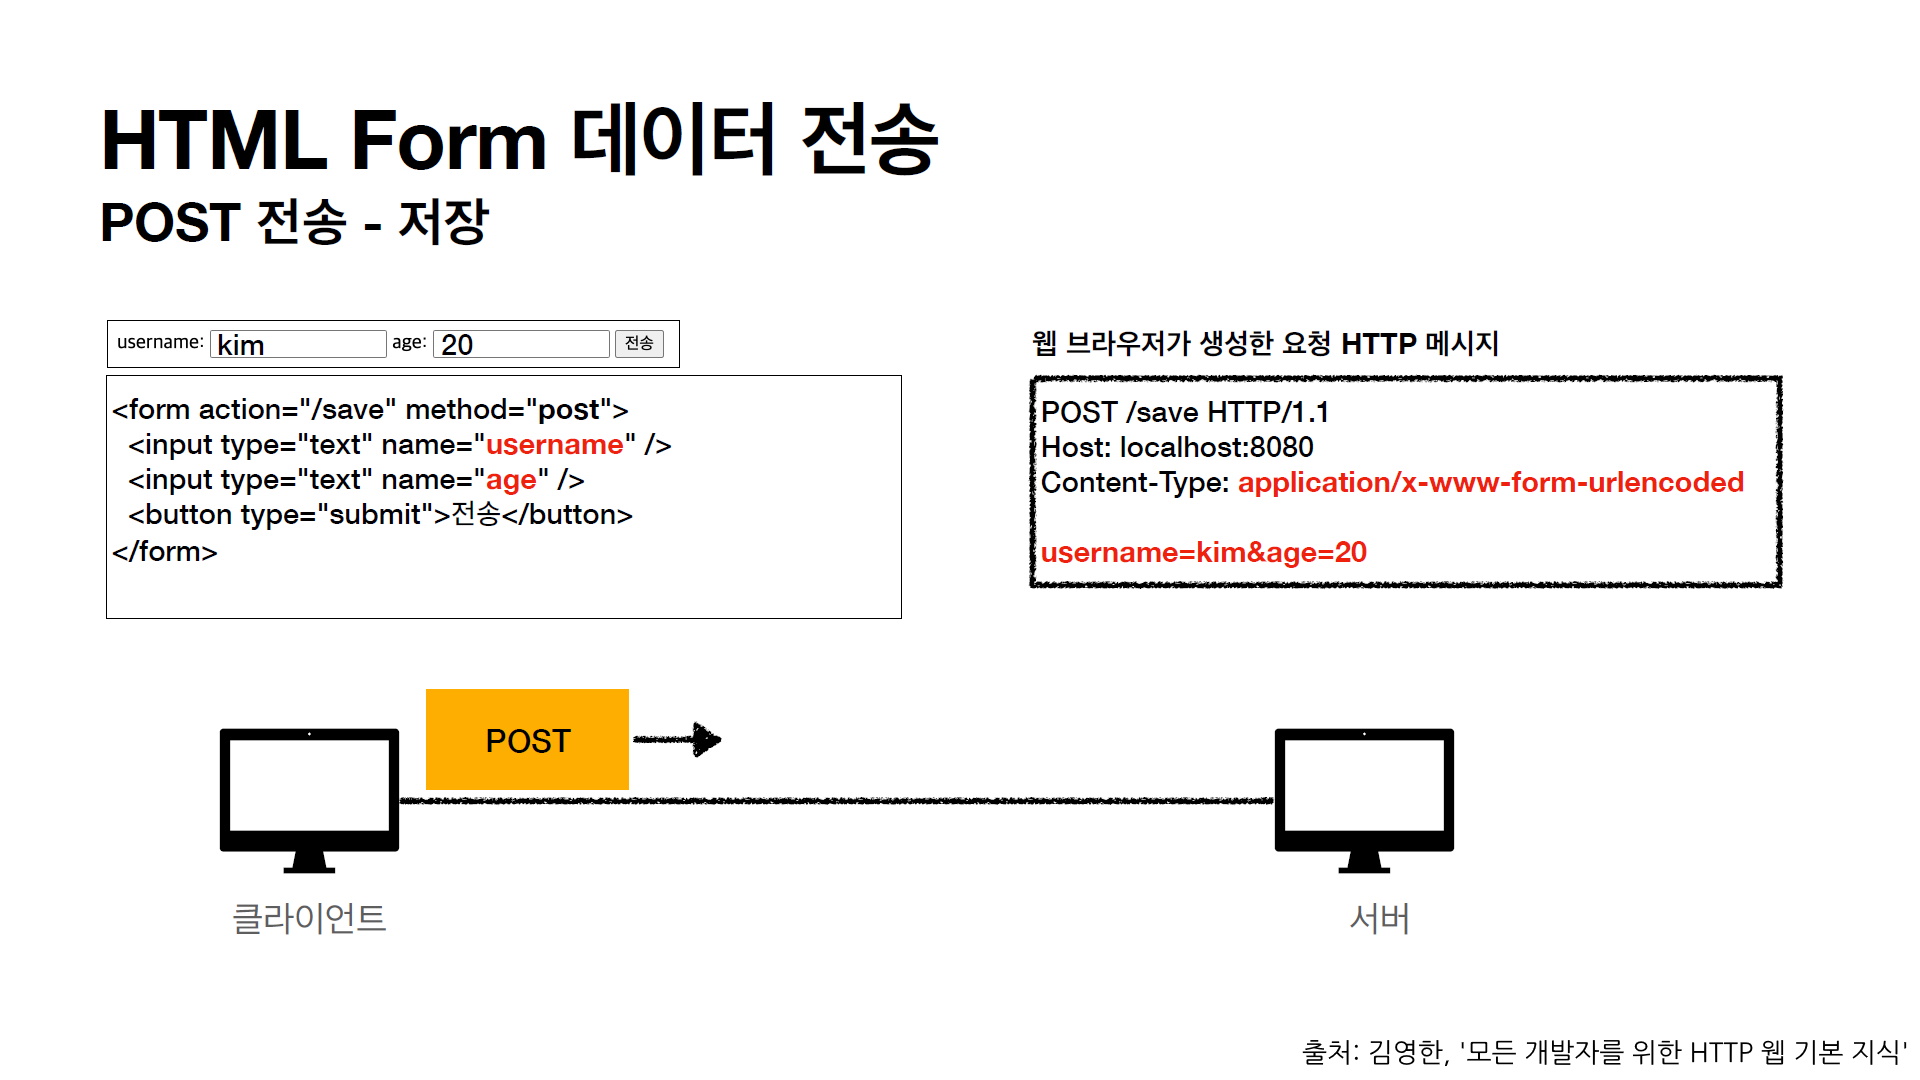 HTML Form 데이터 전송
POST 전송 - 저장
username: kim age: 20 전송
<form action="/save" method="post">
<input type="text" name="username" />
<input type="text" name="age" />
<button type="submit">전송</button>
</form>
웹 브라우저가 생성한 요청 HTTP 메시지
POST /save HTTP/1.1
Host: localhost:8080
Content-Type: application/x-www-form-urlencoded
username=kim&age=20
POST
클라이언트
서버
출처: 김영한, '모든 개발자를 위한 HTTP 웹 기본 지식'